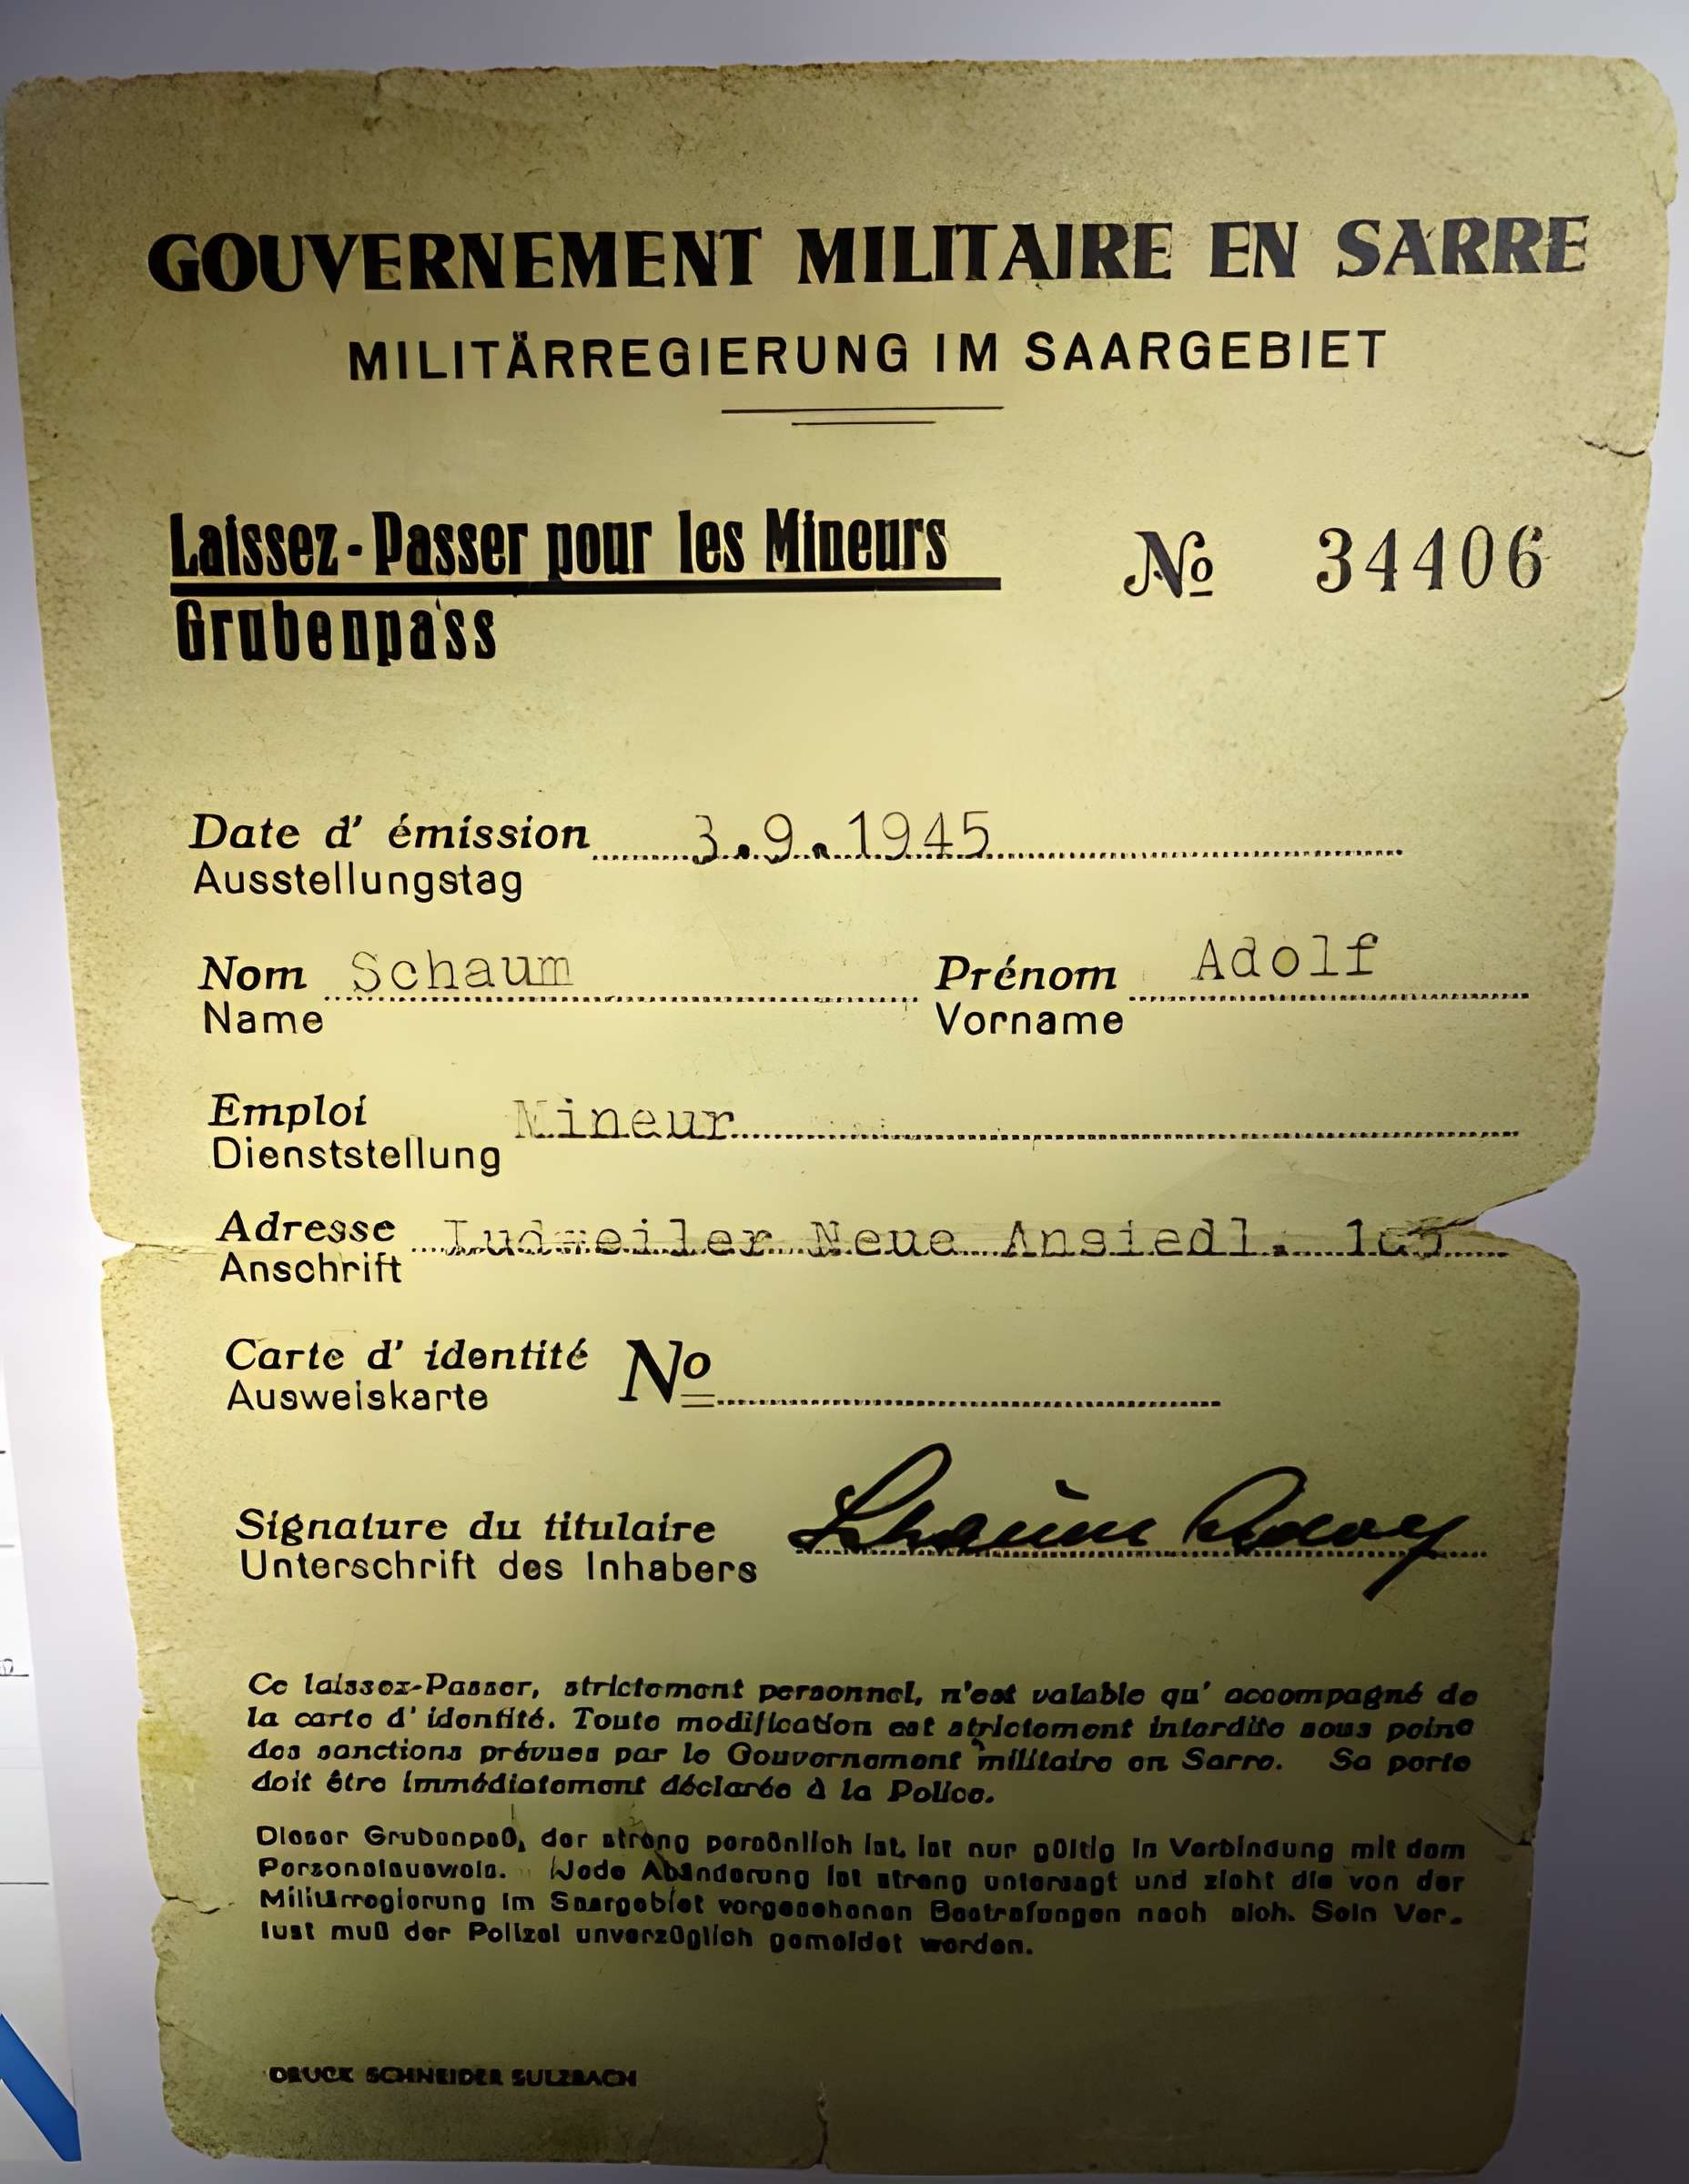 GOUVERNEMENT MILITAIRE EN SARRE
MILITÄRREGIERUNG IM SAARGEBIET
Laissez-Passer pour les Mineurs
No 34406
Grubenpass
Date d' émission 3.9.1945
Ausstellungstag
Nom Schaum Prénom Adolf
Name Vorname
Emploi Mineur
Dienststellung
Adresse Ludweiler Neue Ansiedl.
Anschrift
Carte d' identité No
Ausweiskarte
Signature du titulaire Schaum Adolf
Unterschrift des Inhabers
Ce laissez-Passer, strictement personnel, n'est valable qu' accompagné de
la carte d' identité. Toute modification est strictement interdite sous peine
des sanctions prévues par le Gouvernement militaire en Sarre. Sa perte
doit être immédiatement déclarée à la Police.
Dieser Grubenpaß, der streng persönlich ist, ist nur gültig in Verbindung mit dem
Personalausweis. Jede Abänderung ist streng untersagt und zieht die von der
Militärregierung im Saargebiet vorgesehenen Bestrafungen nach sich. Sein Ver-
lust muß der Polizei unverzüglich gemeldet werden.
DRUCK SCHNEIDER SULZBACH